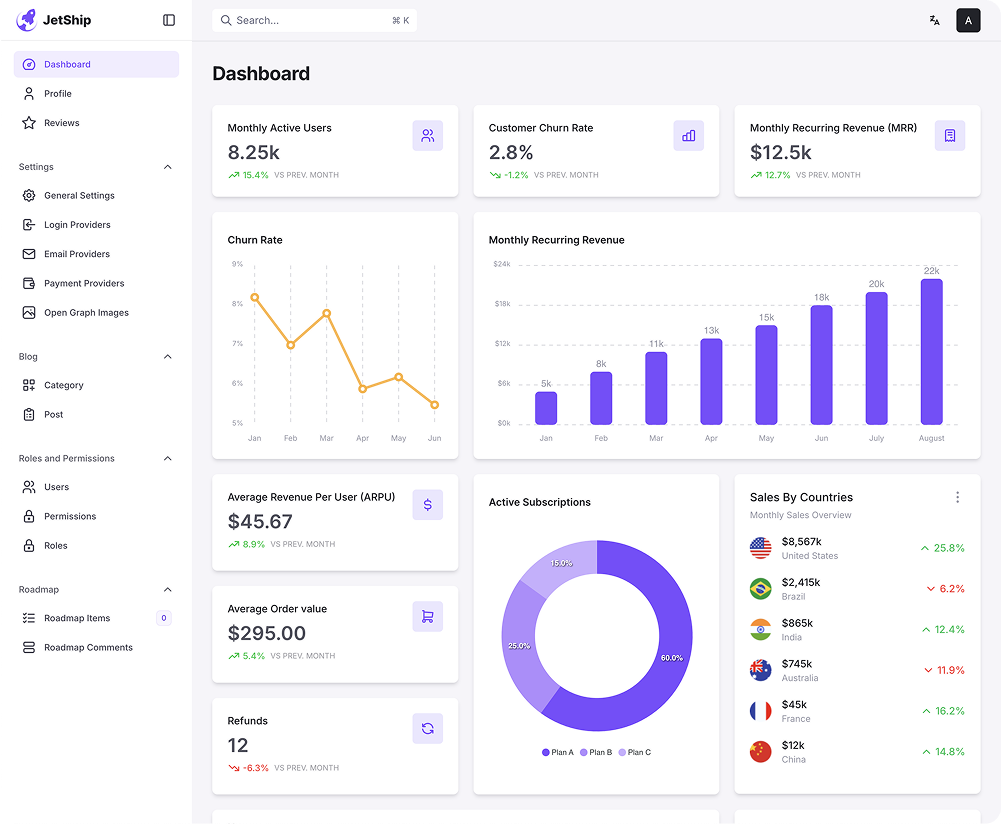 JetShip
Search...
⌘ K
A
Dashboard
Profile
Reviews
Settings
General Settings
Login Providers
Email Providers
Payment Providers
Open Graph Images
Blog
Category
Post
Roles and Permissions
Users
Permissions
Roles
Roadmap
Roadmap Items
0
Roadmap Comments
Dashboard
Monthly Active Users
8.25k
15.4% VS PREV. MONTH
Customer Churn Rate
2.8%
-1.2% VS PREV. MONTH
Monthly Recurring Revenue (MRR)
$12.5k
12.7% VS PREV. MONTH
Churn Rate
9%
8%
7%
6%
5%
Jan Feb Mar Apr May Jun
Monthly Recurring Revenue
$24k
$18k
$12k
$6k
$0k
5k
8k
11k
13k
15k
18k
20k
22k
Jan Feb Mar Apr May Jun July August
Average Revenue Per User (ARPU)
$45.67
8.9% VS PREV. MONTH
Average Order value
$295.00
5.4% VS PREV. MONTH
Refunds
12
-6.3% VS PREV. MONTH
Active Subscriptions
15.0%
25.0%
60.0%
Plan A Plan B Plan C
Sales By Countries
Monthly Sales Overview
$8,567k
United States
25.8%
$2,415k
Brazil
6.2%
$865k
India
12.4%
$745k
Australia
11.9%
$45k
France
16.2%
$12k
China
14.8%